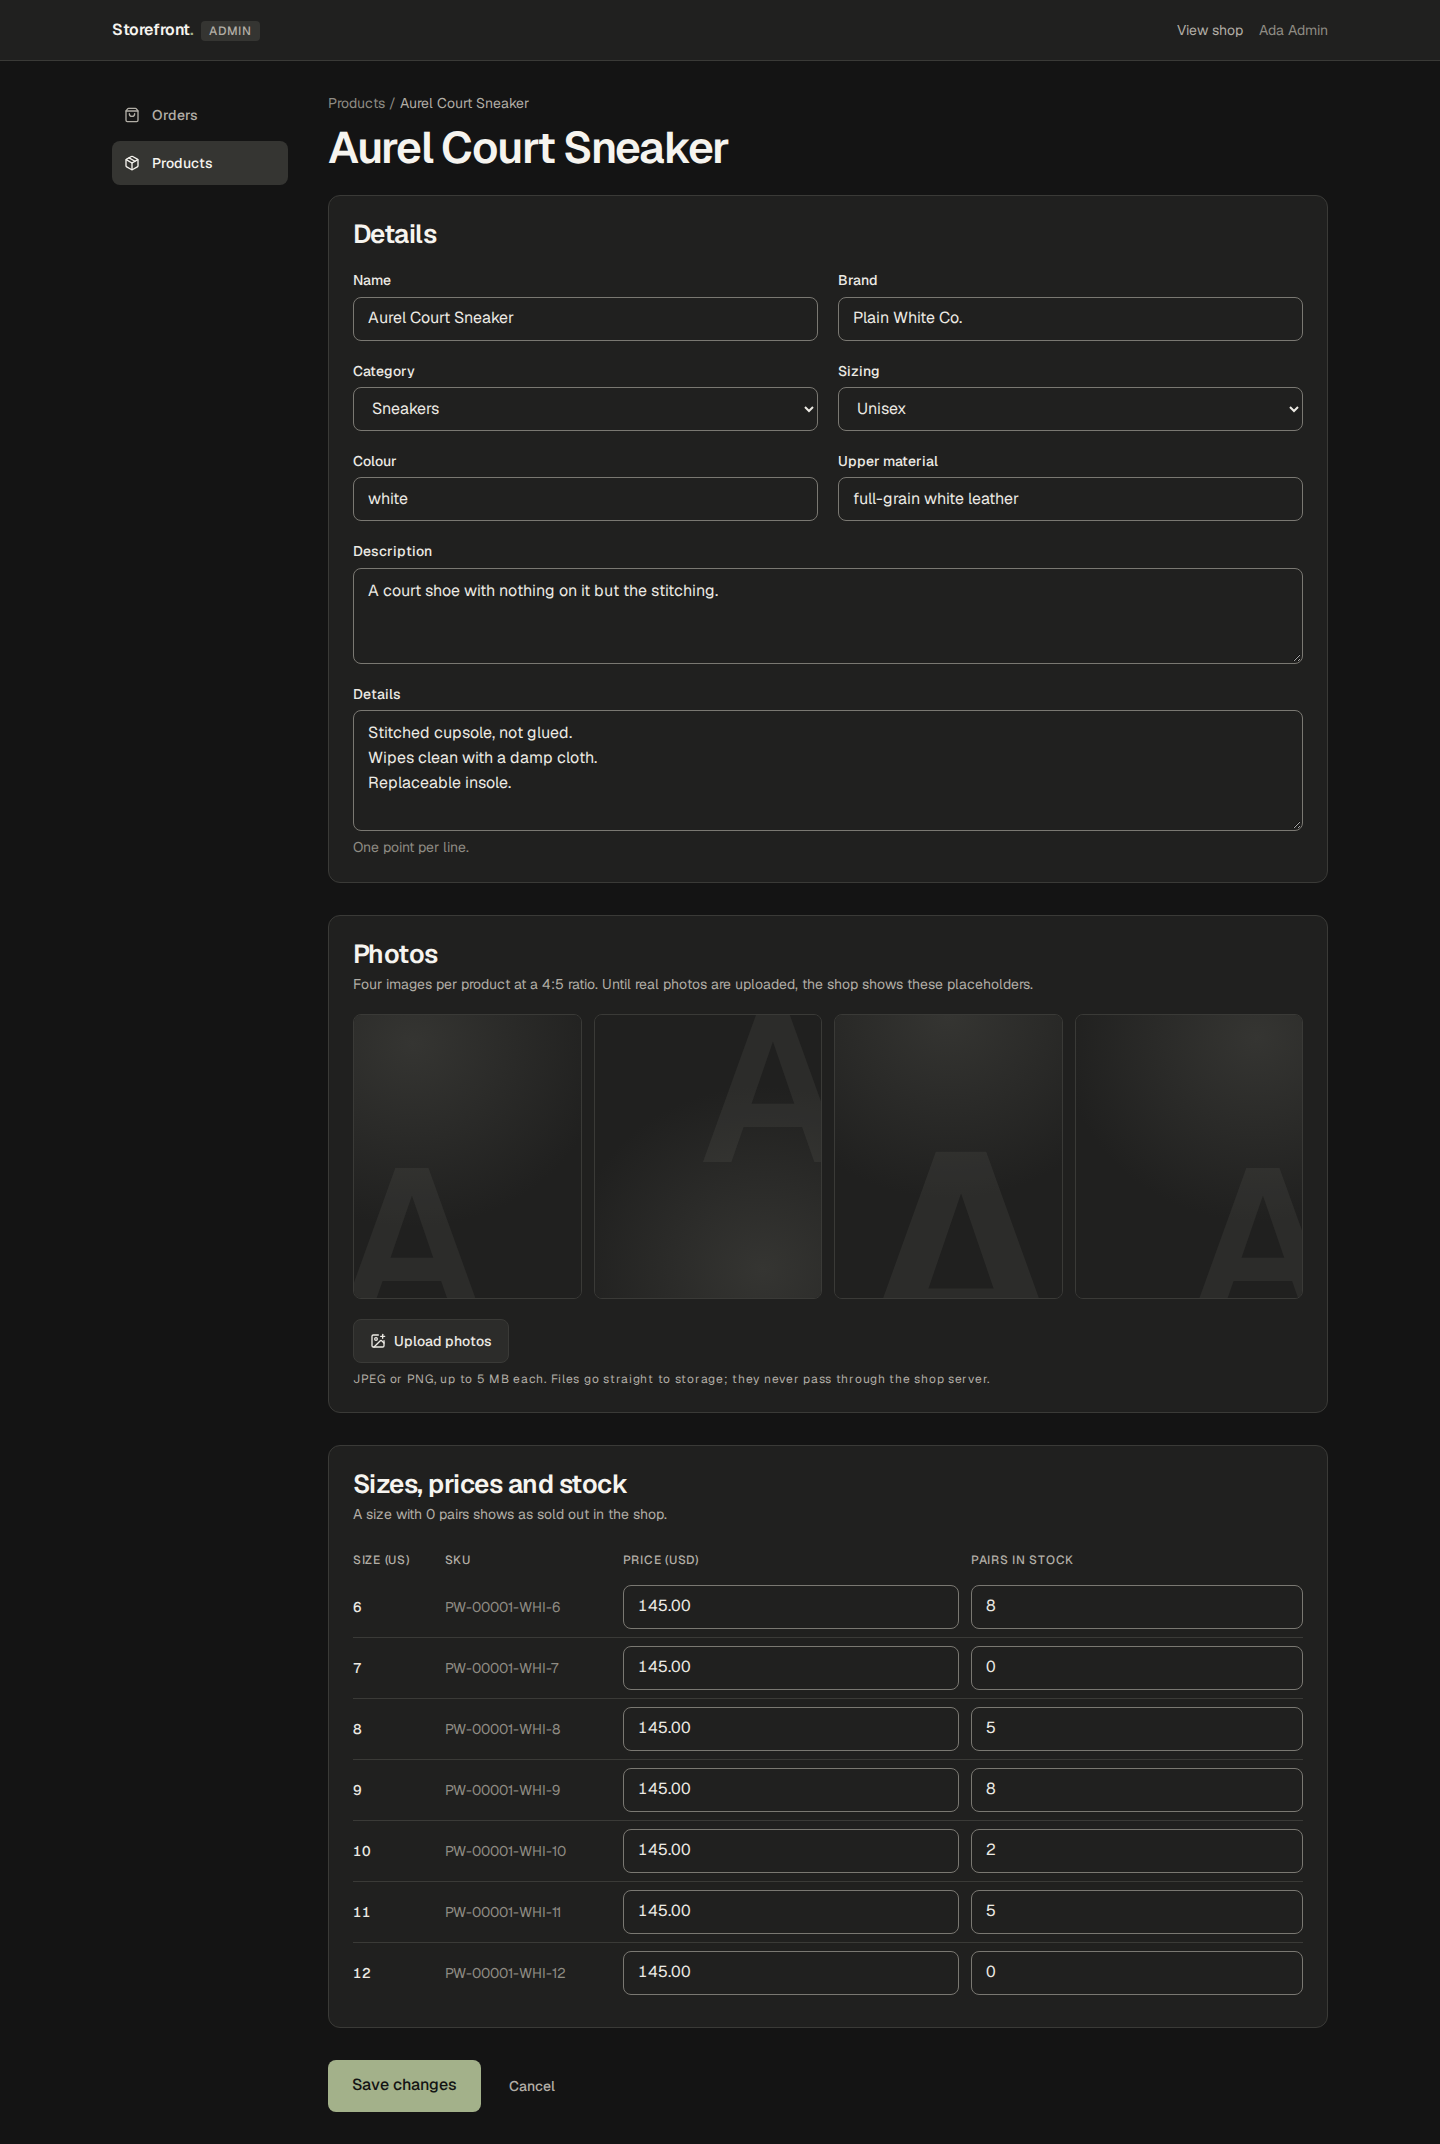 Storefront. ADMIN
View shop
Ada Admin
Orders
Products
Products / Aurel Court Sneaker
Aurel Court Sneaker
Details
Name
Brand
Aurel Court Sneaker
Plain White Co.
Category
Sizing
Sneakers
Unisex
Colour
Upper material
white
full-grain white leather
Description
A court shoe with nothing on it but the stitching.
Details
Stitched cupsole, not glued.
Wipes clean with a damp cloth.
Replaceable insole.
One point per line.
Photos
Four images per product at a 4:5 ratio. Until real photos are uploaded, the shop shows these placeholders.
A
A
A
A
Upload photos
JPEG or PNG, up to 5 MB each. Files go straight to storage; they never pass through the shop server.
Sizes, prices and stock
A size with 0 pairs shows as sold out in the shop.
SIZE (US) SKU PRICE (USD) PAIRS IN STOCK
6 PW-00001-WHI-6 145.00 8
7 PW-00001-WHI-7 145.00 0
8 PW-00001-WHI-8 145.00 5
9 PW-00001-WHI-9 145.00 8
10 PW-00001-WHI-10 145.00 2
11 PW-00001-WHI-11 145.00 5
12 PW-00001-WHI-12 145.00 0
Save changes
Cancel